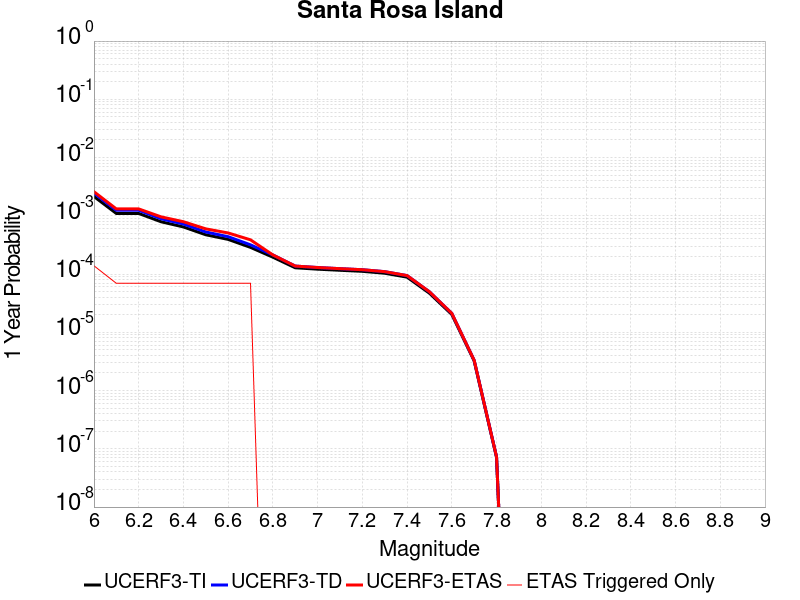 Santa Rosa Island
10^0
10^-1
10^-2
10^-3
10^-4
10^-5
10^-6
10^-7
10^-8
1 Year Probability
6 6.2 6.4 6.6 6.8 7 7.2 7.4 7.6 7.8 8 8.2 8.4 8.6 8.8 9
Magnitude
UCERF3-TI UCERF3-TD UCERF3-ETAS ETAS Triggered Only